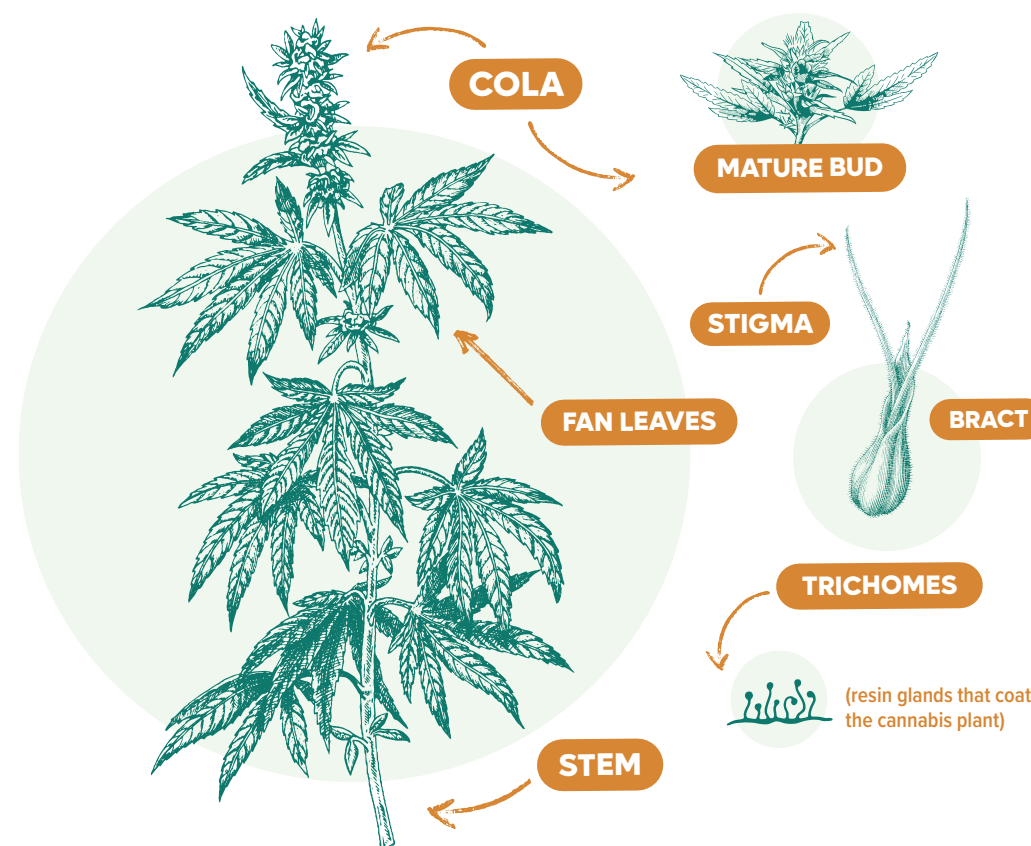 COLA
MATURE BUD
STIGMA
FAN LEAVES
BRACT
TRICHOMES
(resin glands that coat
the cannabis plant)
STEM